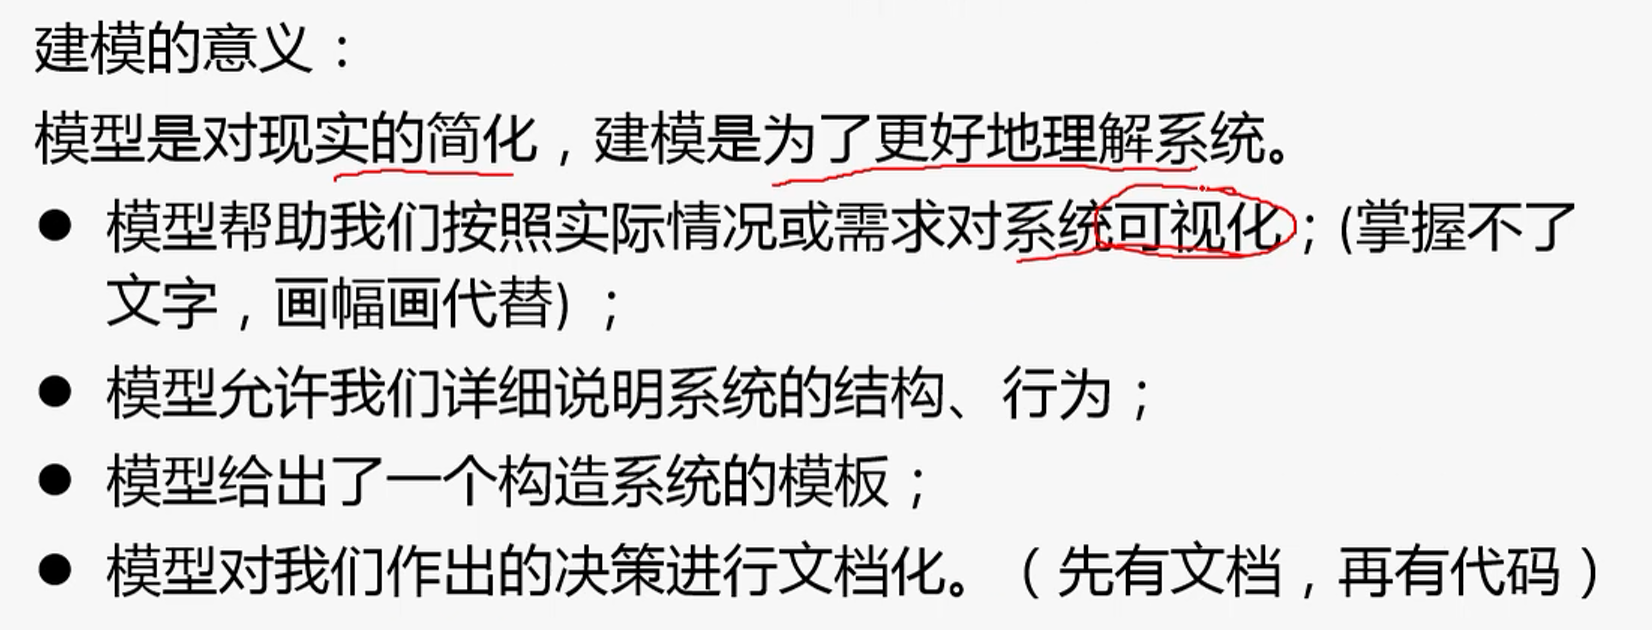 建模的意义：
模型是对现实的简化，建模是为了更好地理解系统。
● 模型帮助我们按照实际情况或需求对系统可视化；(掌握不了
文字，画幅画代替)；
● 模型允许我们详细说明系统的结构、行为；
● 模型给出了一个构造系统的模板；
● 模型对我们作出的决策进行文档化。（先有文档，再有代码）